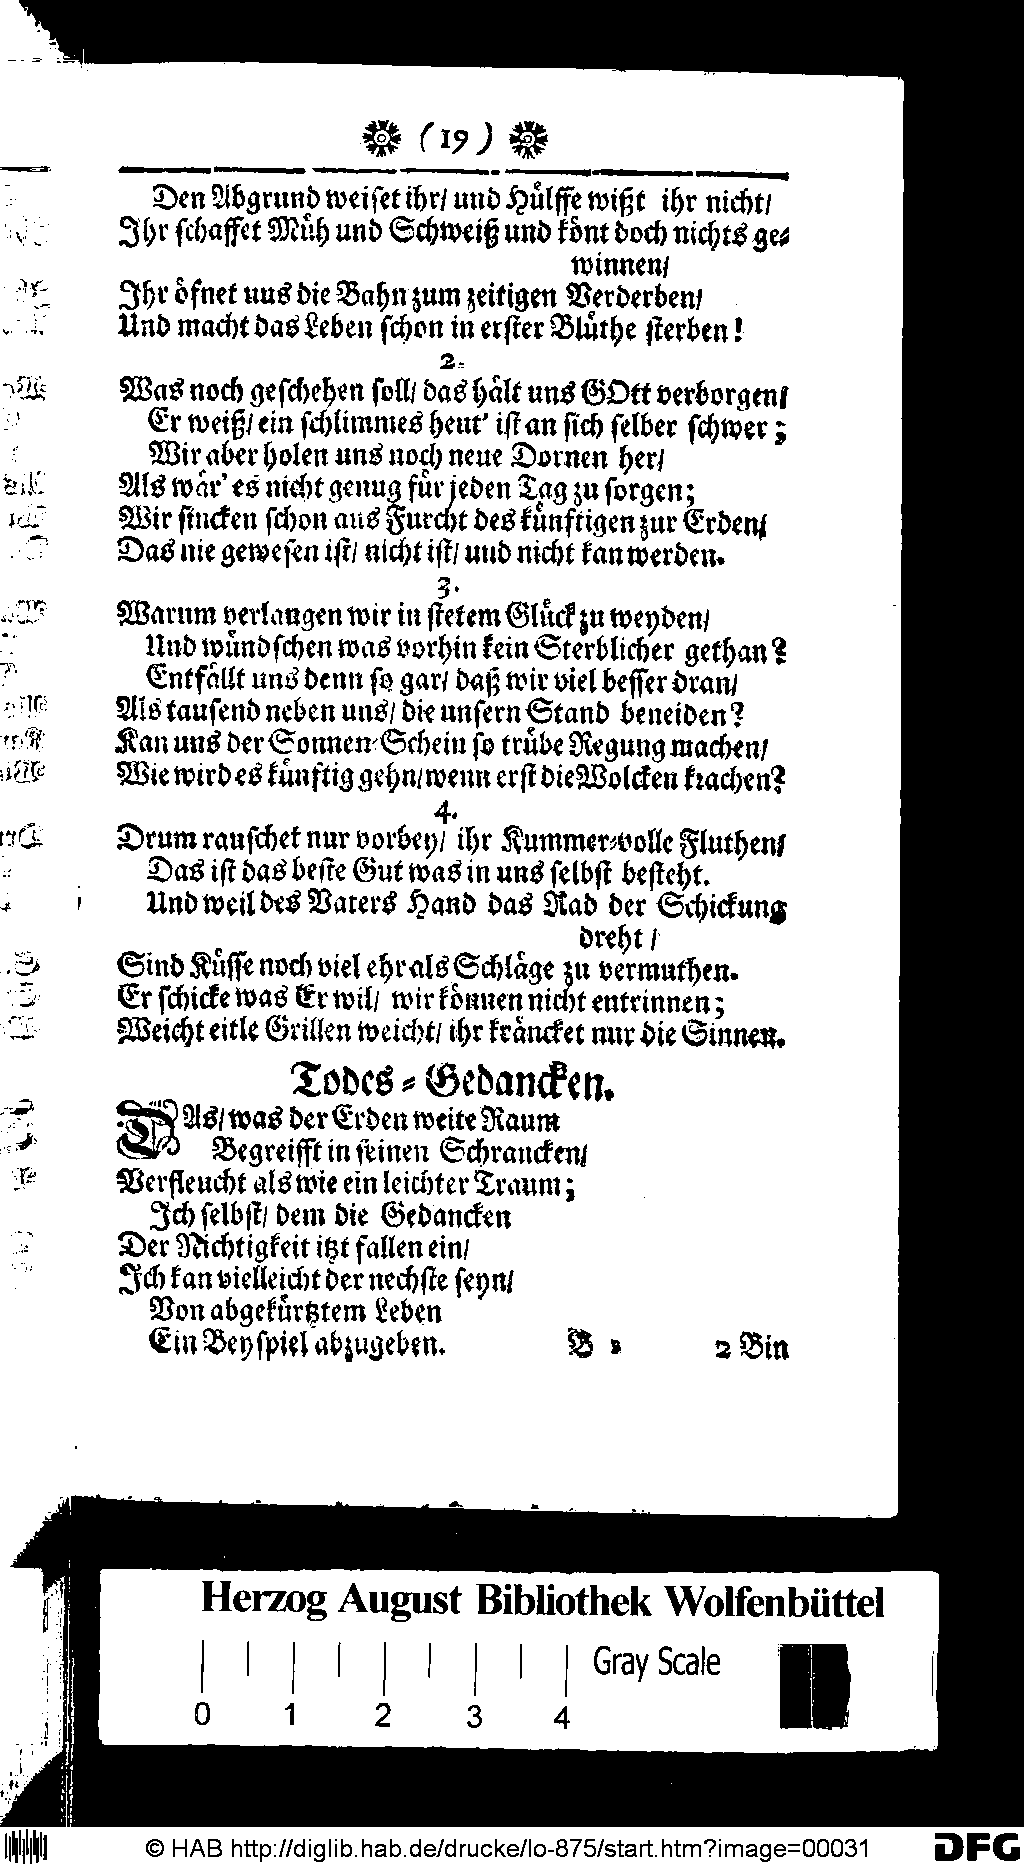 ( 19 )
Den Abgrund weiset ihr/ und Hülffe wißt ihr nicht/
Ihr schaffet Müh und Schweiß und könt doch nichts ge-
winnen/
Ihr öfnet uns die Bahn zum zeitigen Verderben/
Und macht das Leben schon in erster Blüthe sterben!
2.
Was noch geschehen soll/ das hält uns GOtt verborgen/
Er weiß/ ein schlimmes heut' ist an sich selber schwer;
Wir aber holen uns noch neue Dornen her/
Als wär' es nicht genug für jeden Tag zu sorgen;
Wir sincken schon aus Furcht des künftigen zur Erden/
Das nie gewesen ist/ nicht ist/ und nicht kan werden.
3.
Warum verlangen wir in stetem Glück zu weyden/
Und wündschen was vorhin kein Sterblicher gethan?
Entfällt uns denn so gar/ daß wir viel besser dran/
Als tausend neben uns/ die unsern Stand beneiden?
Kan uns der Sonnen-Schein so trübe Regung machen/
Wie wird es künftig gehn/ wenn erst die Wolcken krachen?
4.
Drum rauschet nur vorbey/ ihr Kummer-volle Fluthen/
Das ist das beste Gut was in uns selbst besteht.
Und weil des Vaters Hand das Rad der Schickung
dreht /
Sind Küsse noch viel ehr als Schläge zu vermuthen.
Er schicke was Er wil/ wir können nicht entrinnen;
Weicht eitle Grillen weicht/ ihr kräncket nur die Sinnen.
Todes-Gedancken.
DAs/ was der Erden weite Raum
Begreifft in seinen Schrancken/
Verfleucht als wie ein leichter Traum;
Ich selbst/ dem die Gedancken
Der Nichtigkeit itzt fallen ein/
Ich kan vielleicht der nechste seyn/
Von abgekürtztem Leben
Ein Beyspiel abzugeben. B 2 2 Bin
Herzog August Bibliothek Wolfenbüttel
Gray Scale
0 1 2 3 4
© HAB http://diglib.hab.de/drucke/lo-875/start.htm?image=00031 DFG